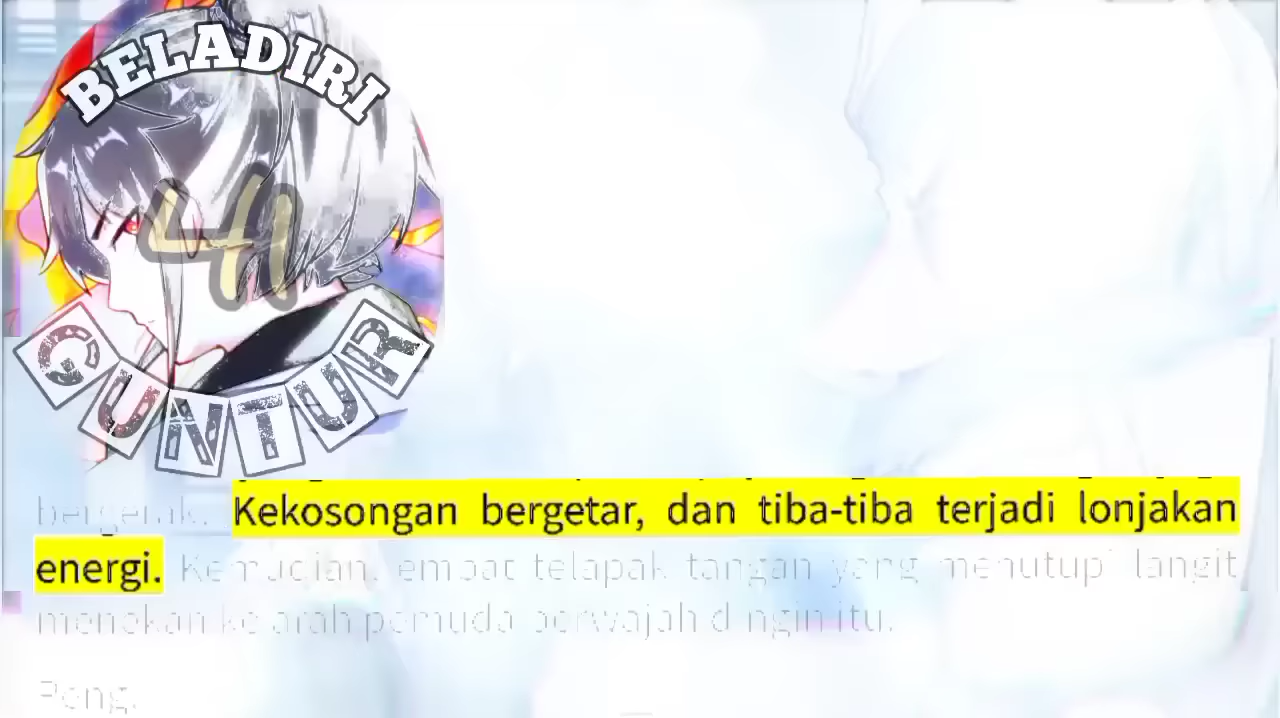 BELADIRI
GUNTUR
bergerak. Kekosongan bergetar, dan tiba-tiba terjadi lonjakan
energi. Kemudian, empat telapak tangan yang menutupi langit
menekan ke arah pemuda berwajah dingin itu.
Peng.